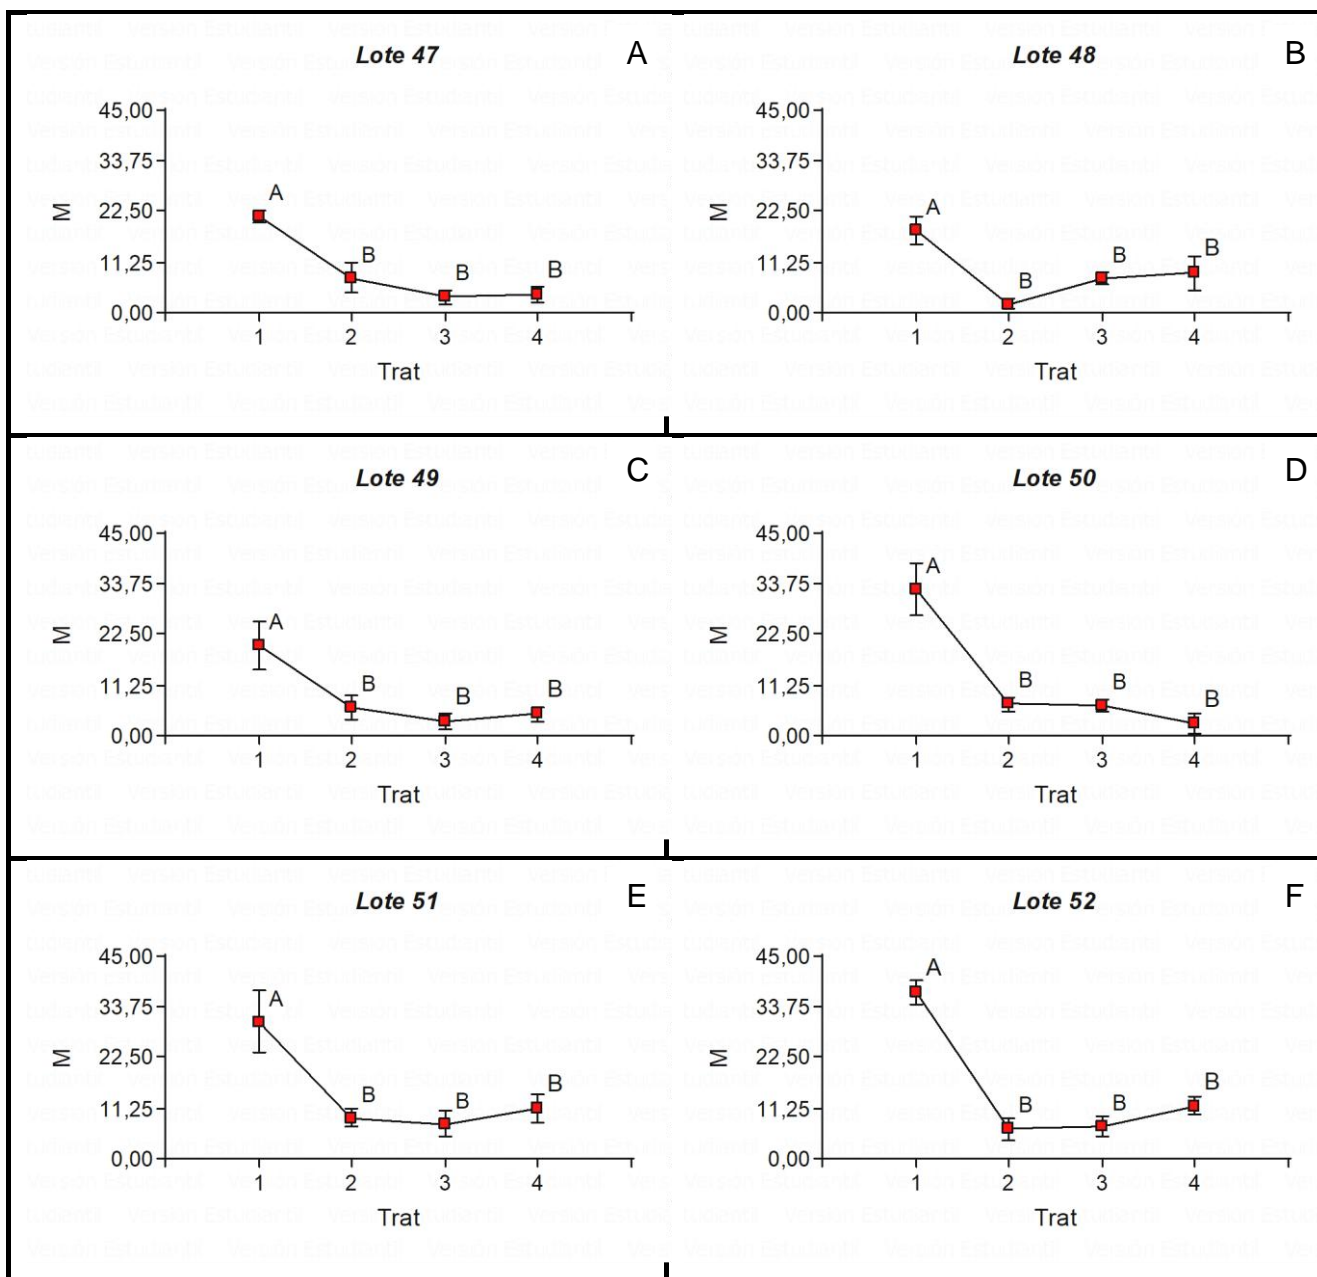 Lote 47 A
45,00
33,75
22,50
11,25
0,00
M
A
B
B
B
1 2 3 4
Trat
Lote 48 B
45,00
33,75
22,50
11,25
0,00
M
A
B
B
B
1 2 3 4
Trat
Lote 49 C
45,00
33,75
22,50
11,25
0,00
M
A
B
B
B
1 2 3 4
Trat
Lote 50 D
45,00
33,75
22,50
11,25
0,00
M
A
B
B
B
1 2 3 4
Trat
Lote 51 E
45,00
33,75
22,50
11,25
0,00
M
A
B
B
B
1 2 3 4
Trat
Lote 52 F
45,00
33,75
22,50
11,25
0,00
M
A
B
B
B
1 2 3 4
Trat